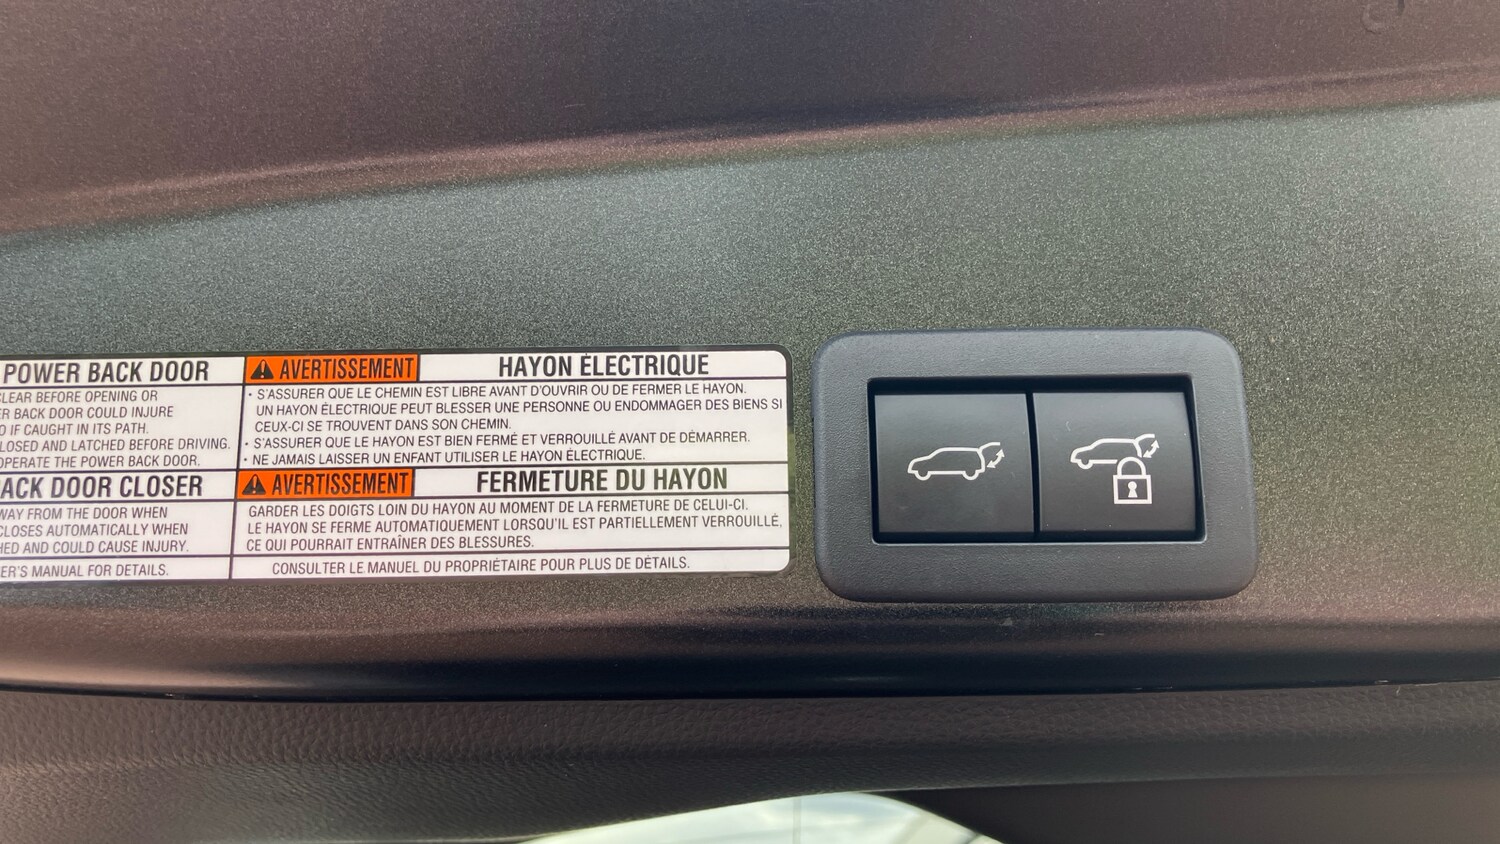 POWER BACK DOOR
CLEAR BEFORE OPENING OR
ER BACK DOOR COULD INJURE
O IF CAUGHT IN ITS PATH.
LOSED AND LATCHED BEFORE DRIVING.
OPERATE THE POWER BACK DOOR.
ACK DOOR CLOSER
WAY FROM THE DOOR WHEN
CLOSES AUTOMATICALLY WHEN
HED AND COULD CAUSE INJURY.
ER'S MANUAL FOR DETAILS.
AVERTISSEMENT HAYON ÉLECTRIQUE
• S'ASSURER QUE LE CHEMIN EST LIBRE AVANT D'OUVRIR OU DE FERMER LE HAYON.
UN HAYON ÉLECTRIQUE PEUT BLESSER UNE PERSONNE OU ENDOMMAGER DES BIENS SI
CEUX-CI SE TROUVENT DANS SON CHEMIN.
• S'ASSURER QUE LE HAYON EST BIEN FERMÉ ET VERROUILLÉ AVANT DE DÉMARRER.
• NE JAMAIS LAISSER UN ENFANT UTILISER LE HAYON ÉLECTRIQUE.
AVERTISSEMENT FERMETURE DU HAYON
GARDER LES DOIGTS LOIN DU HAYON AU MOMENT DE LA FERMETURE DE CELUI-CI.
LE HAYON SE FERME AUTOMATIQUEMENT LORSQU'IL EST PARTIELLEMENT VERROUILLÉ,
CE QUI POURRAIT ENTRAÎNER DES BLESSURES.
CONSULTER LE MANUEL DU PROPRIÉTAIRE POUR PLUS DE DÉTAILS.